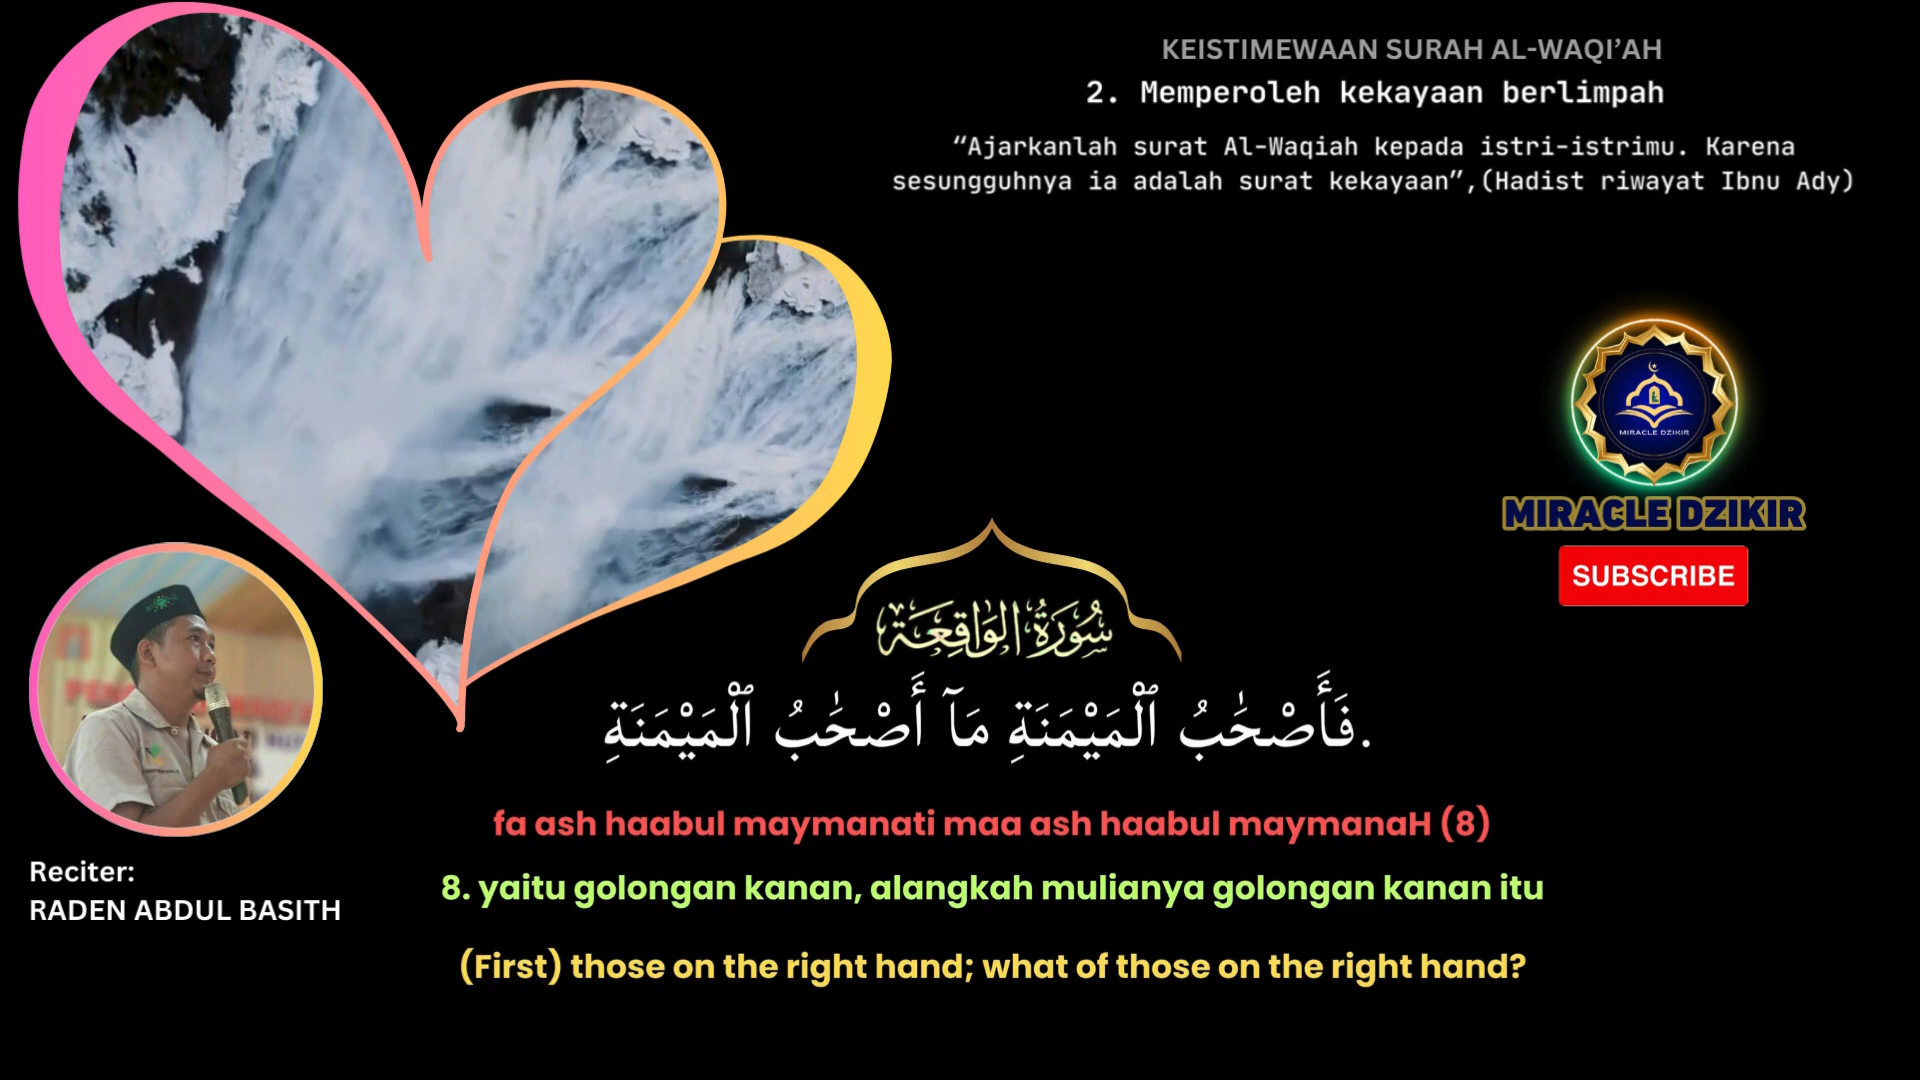 KEISTIMEWAAN SURAH AL-WAQI’AH
2. Memperoleh kekayaan berlimpah
“Ajarkanlah surat Al-Waqiah kepada istri-istrimu. Karena
sesungguhnya ia adalah surat kekayaan”,(Hadist riwayat Ibnu Ady)
MIRACLE DZIKIR
MIRACLE DZIKIR
SUBSCRIBE
سُورَةُ الوَاقِعَة
فَأَصْحَٰبُ ٱلْمَيْمَنَةِ مَآ أَصْحَٰبُ ٱلْمَيْمَنَةِ.
fa ash haabul maymanati maa ash haabul maymanaH (8)
8. yaitu golongan kanan, alangkah mulianya golongan kanan itu
(First) those on the right hand; what of those on the right hand?
Reciter:
RADEN ABDUL BASITH